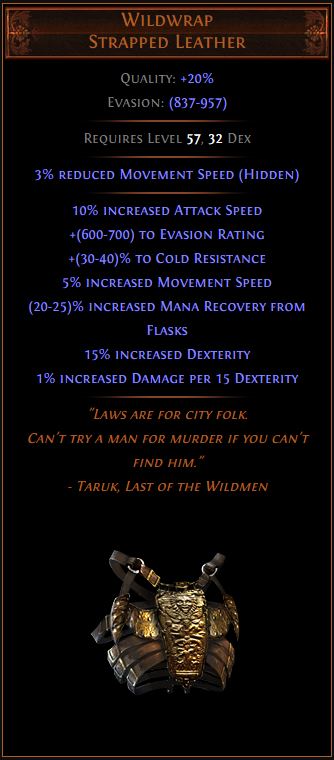 Wildwrap
Strapped Leather
Quality: +20%
Evasion: (837-957)
Requires Level 57, 32 Dex
3% reduced Movement Speed (Hidden)
10% increased Attack Speed
+(600-700) to Evasion Rating
+(30-40)% to Cold Resistance
5% increased Movement Speed
(20-25)% increased Mana Recovery from
Flasks
15% increased Dexterity
1% increased Damage per 15 Dexterity
"Laws are for city folk.
Can't try a man for murder if you can't
find him."
- Taruk, Last of the Wildmen